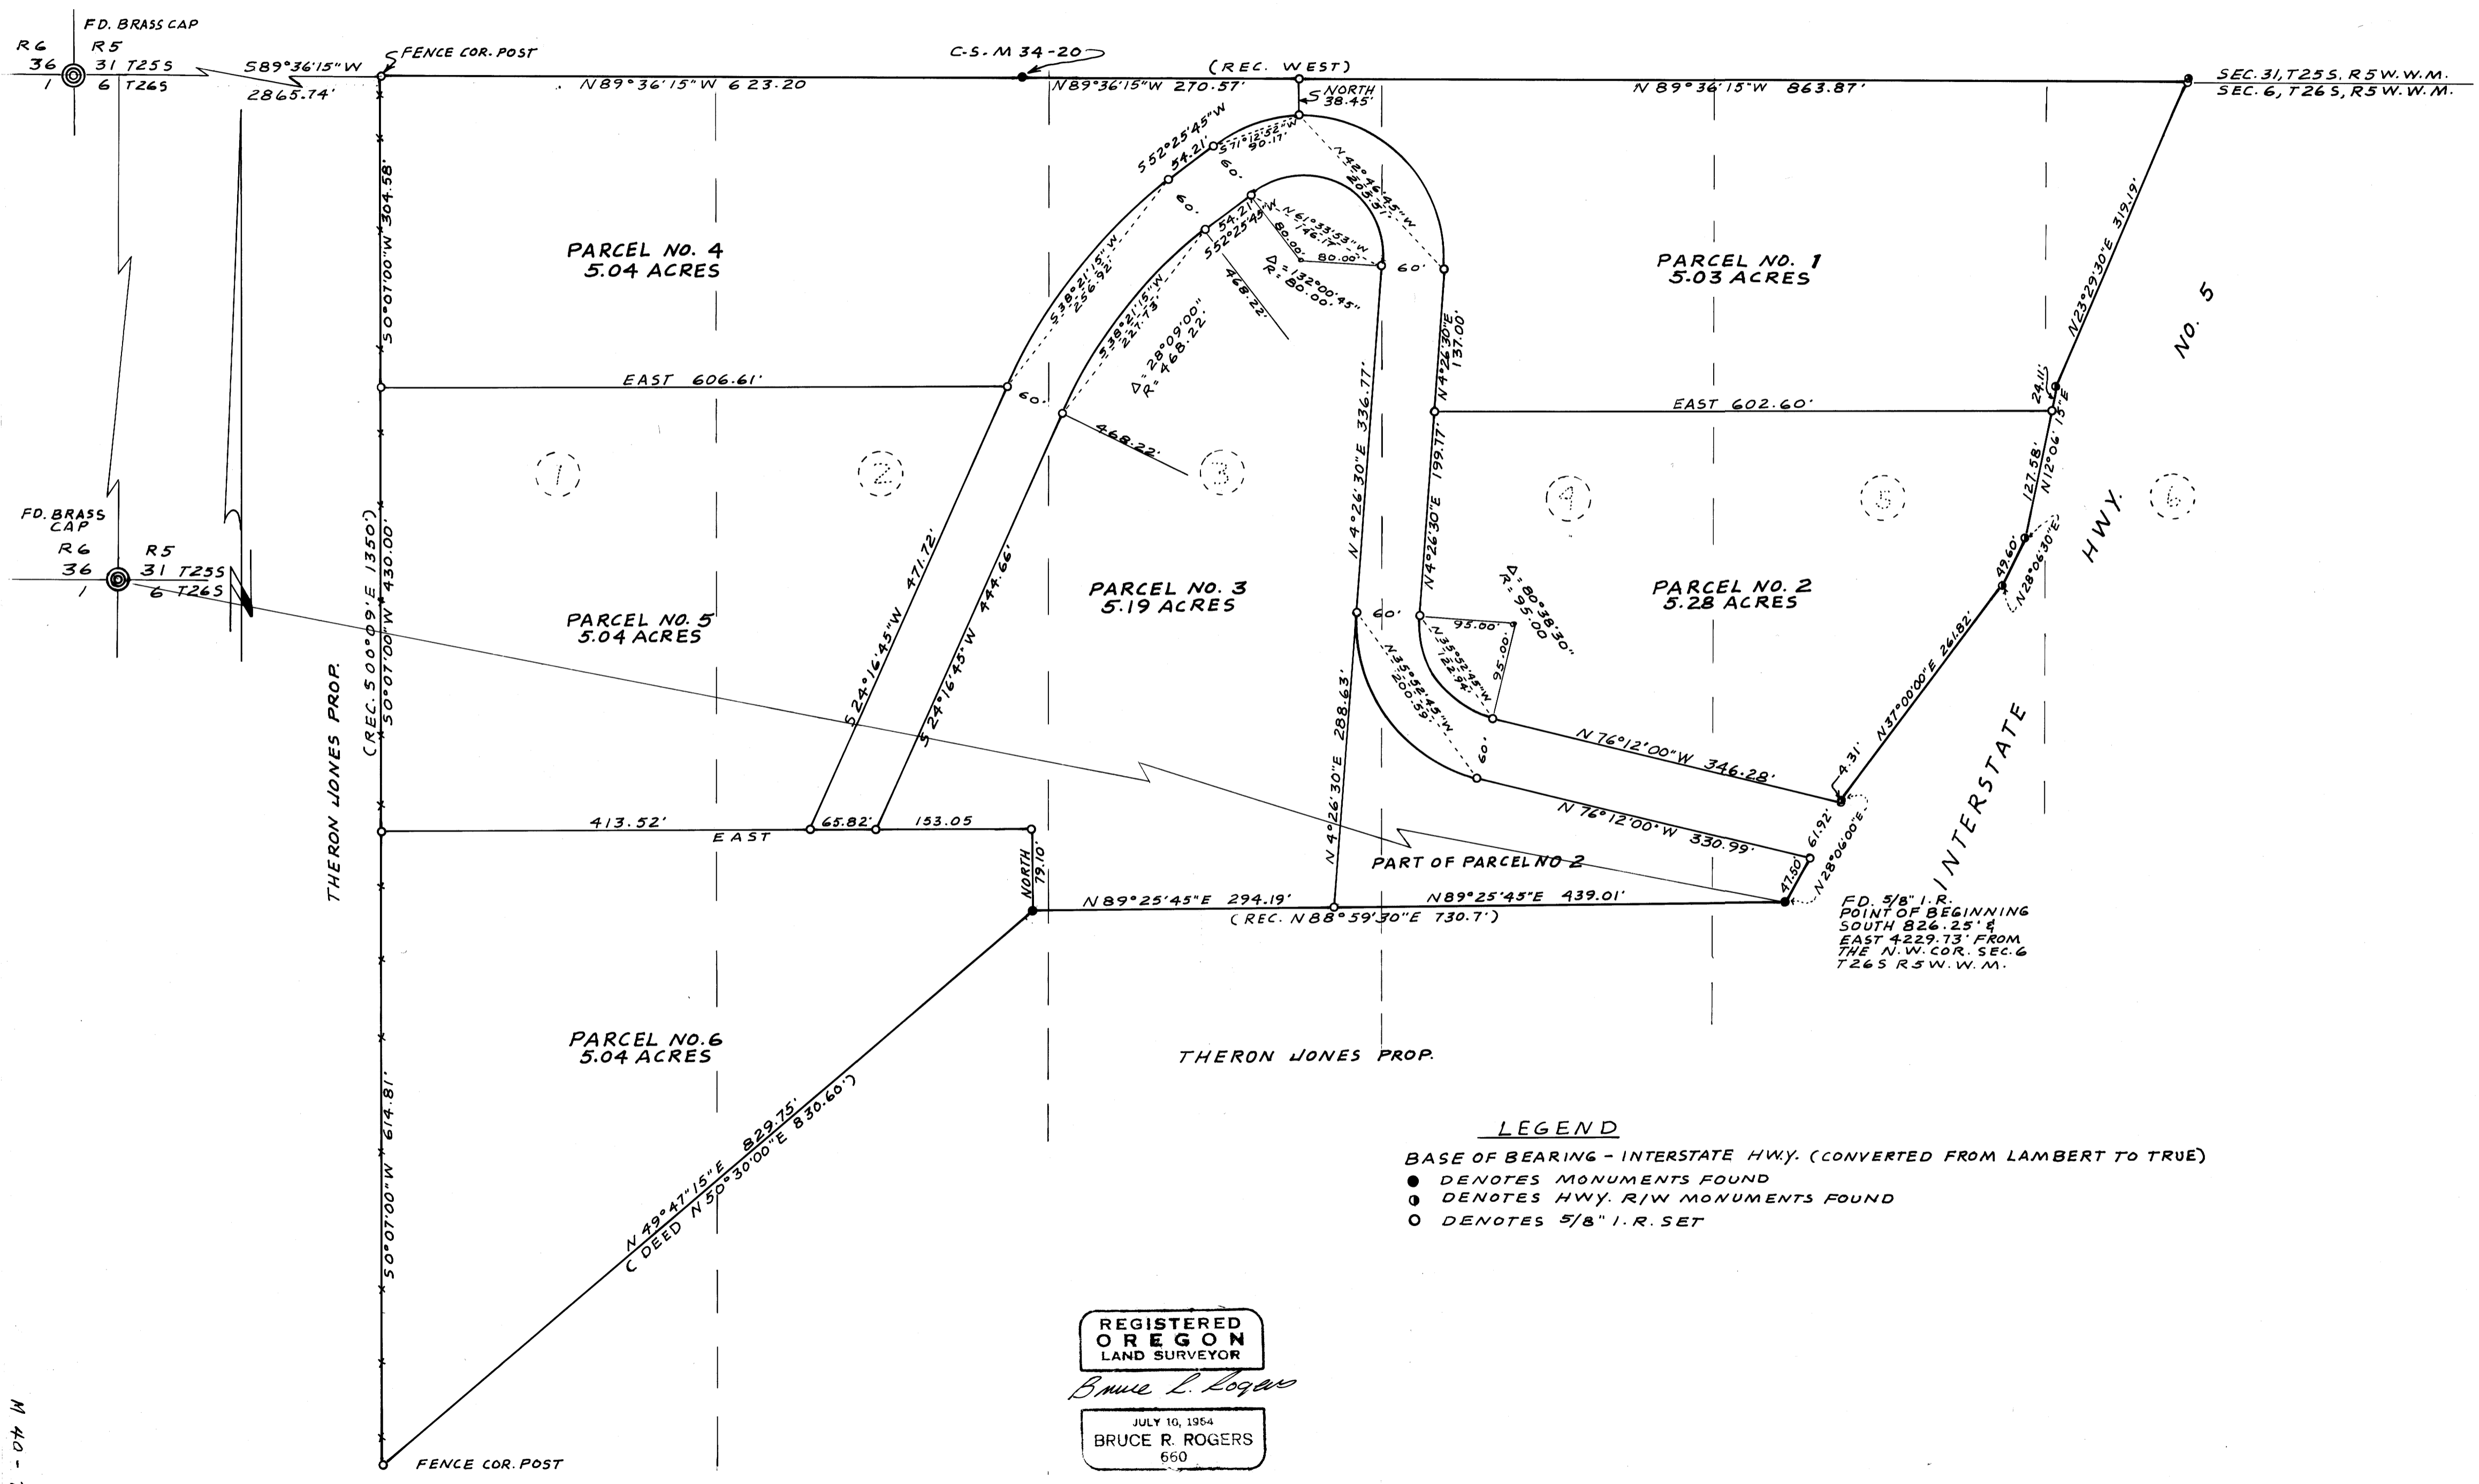 FD. BRASS CAP
R6 R5
36 31 T25S
1 6 T26S
S89°36'15"W
2865.74'
FENCE COR. POST
C.S. M 34-20
N89°36'15"W 623.20
N89°36'15"W 270.57'
(REC. WEST)
NORTH
38.45'
N 89°36'15"W 863.87'
SEC. 31, T25S, R5W.W.M.
SEC. 6, T26S, R5W.W.M.
S0°07'00"W 304.58'
PARCEL NO. 4
5.04 ACRES
S52°25'45"W
54.21'
S71°12'52"W
90.17'
60'
60'
54.21'
S52°25'45"W
N 42°46'45"W
205.51'
N61°33'53"W
146.17'
80.00'
80.00'
60'
Δ=132°00'45"
R=80.00'
468.22'
S38°21'15"W
256.92'
S38°21'15"W
227.73'
Δ=28°09'00"
R=468.22'
PARCEL NO. 1
5.03 ACRES
N23°29'30"E 319.19'
NO. 5
N4°26'30"E
137.00'
EAST 606.61'
60'
468.22'
EAST 602.60'
24.11'
N12°06'15"E
127.58'
1
2
3
4
5
6
HWY.
N 4°26'30"E 336.77'
N4°26'30"E 199.77'
49.60'
N28°06'30"E
FD. BRASS
CAP
R6 R5
36 31 T25S
1 6 T26S
(REC. S00°09'E 1350')
S0°07'00"W 430.00'
THERON JONES PROP.
PARCEL NO. 5
5.04 ACRES
S 24°16'45"W 471.72'
S 24°16'45"W 444.66'
PARCEL NO. 3
5.19 ACRES
60'
95.00'
95.00'
Δ=80°38'30"
R=95.00
N35°52'45"W
122.94'
N35°52'45"W
200.59'
60'
PARCEL NO. 2
5.28 ACRES
N37°00'00"E 261.82'
INTERSTATE
N 76°12'00"W 346.28'
4.31'
N 76°12'00"W 330.99'
61.92'
N28°06'00"E
47.50'
413.52'
EAST
65.82'
153.05
NORTH
79.10'
N 4°26'30"E 288.63'
PART OF PARCEL NO 2
N89°25'45"E 294.19'
N89°25'45"E 439.01'
(REC. N88°59'30"E 730.7')
FD. 5/8" I.R.
POINT OF BEGINNING
SOUTH 826.25' &
EAST 4229.73' FROM
THE N.W. COR. SEC. 6
T26S R5W.W.M.
PARCEL NO. 6
5.04 ACRES
S0°07'00"W 614.81'
N 49°47'15"E 829.75'
(DEED N50°30'00"E 830.60')
THERON JONES PROP.
LEGEND
BASE OF BEARING - INTERSTATE HWY. (CONVERTED FROM LAMBERT TO TRUE)
DENOTES MONUMENTS FOUND
DENOTES HWY. R/W MONUMENTS FOUND
DENOTES 5/8" I.R. SET
REGISTERED
OREGON
LAND SURVEYOR
Bruce R. Rogers
JULY 16, 1954
BRUCE R. ROGERS
660
FENCE COR. POST
M 40-